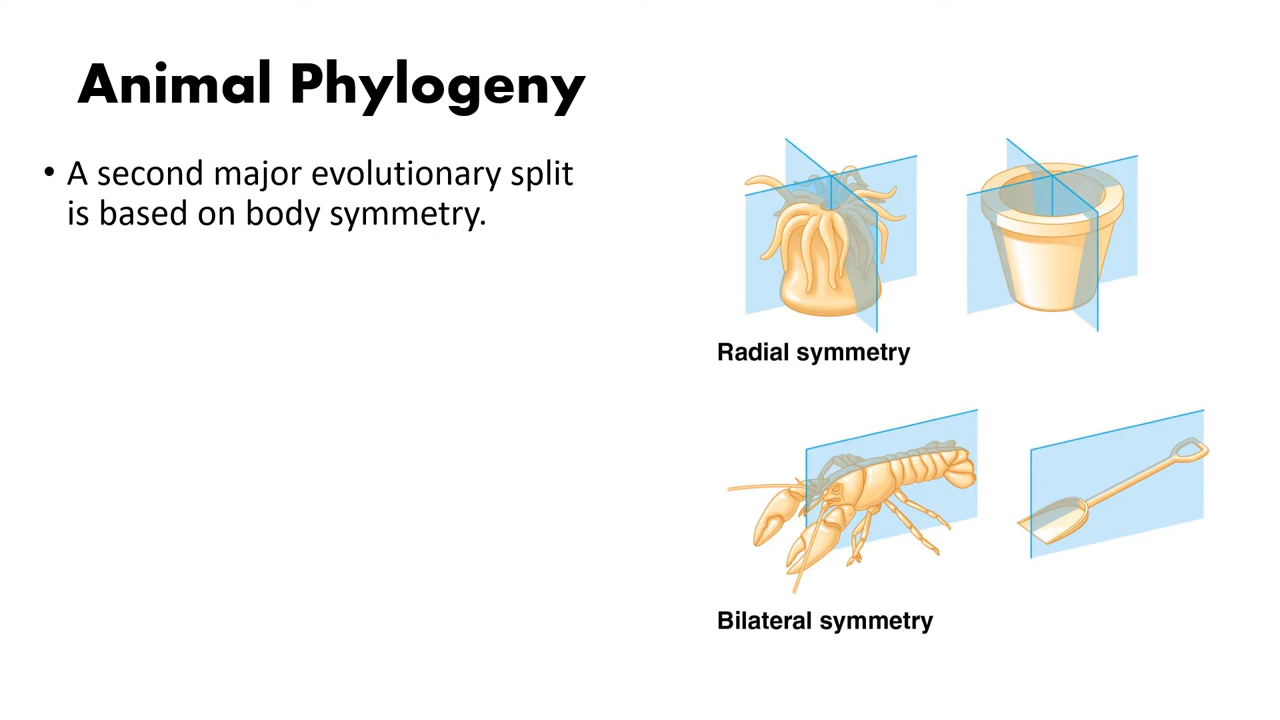 Animal Phylogeny
• A second major evolutionary split
is based on body symmetry.
Radial symmetry
Bilateral symmetry